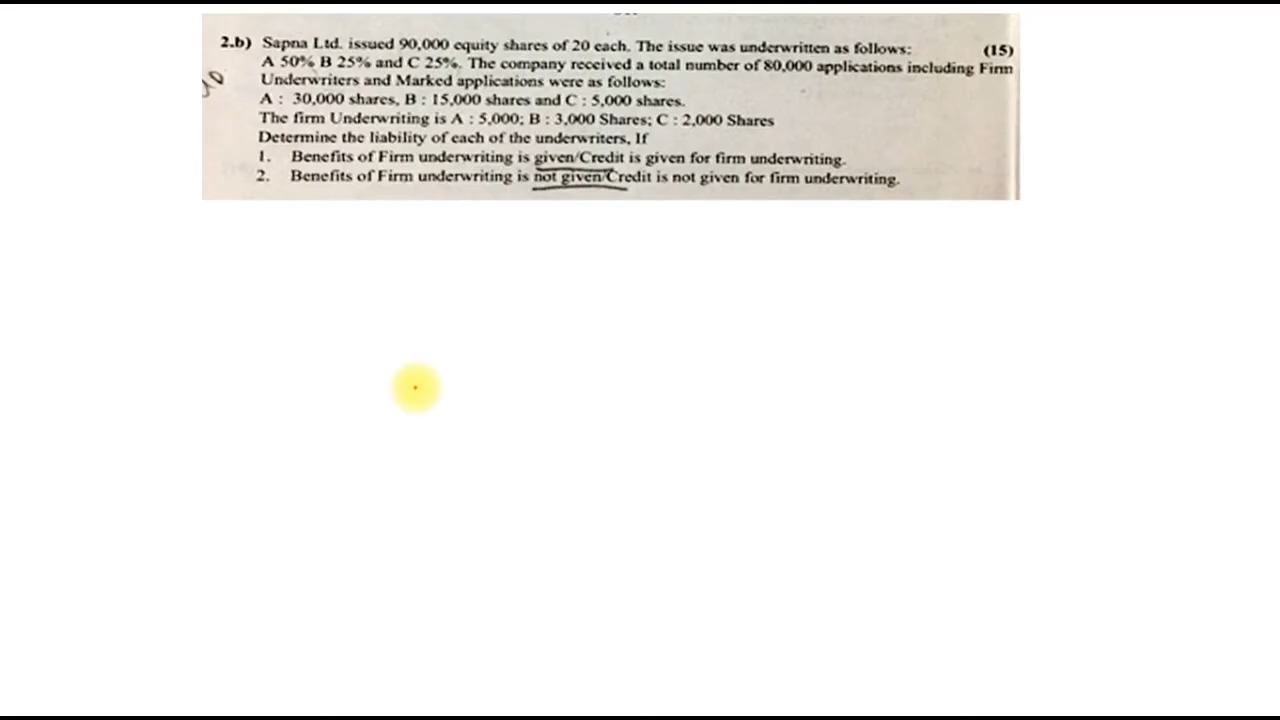 2.b) Sapna Ltd. issued 90,000 equity shares of 20 each. The issue was underwritten as follows: (15)
A 50% B 25% and C 25%. The company received a total number of 80,000 applications including Firm
Underwriters and Marked applications were as follows:
A : 30,000 shares, B : 15,000 shares and C : 5,000 shares.
The firm Underwriting is A : 5,000; B : 3,000 Shares; C : 2,000 Shares
Determine the liability of each of the underwriters, If
1. Benefits of Firm underwriting is given/Credit is given for firm underwriting.
2. Benefits of Firm underwriting is not given/Credit is not given for firm underwriting.